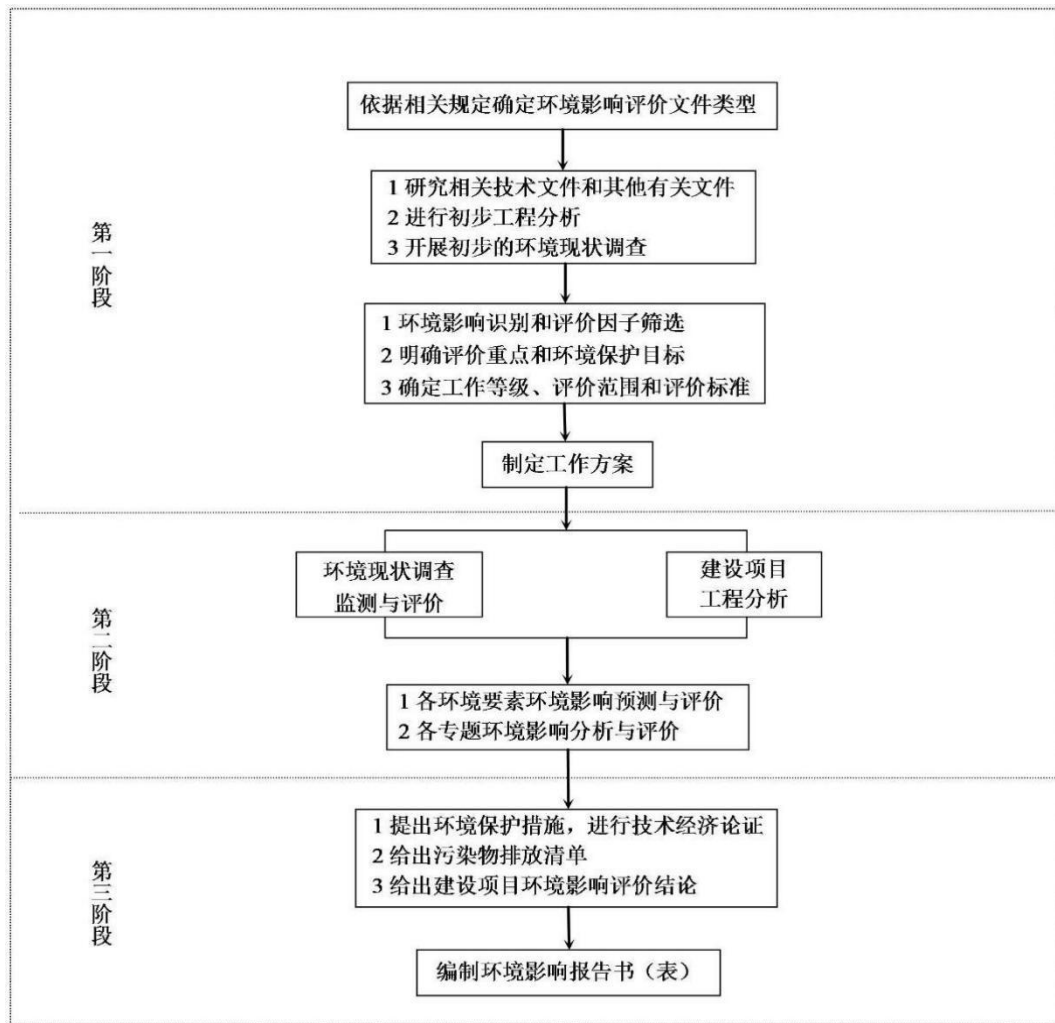 依据相关规定确定环境影响评价文件类型
1 研究相关技术文件和其他有关文件
2 进行初步工程分析
3 开展初步的环境现状调查
第一阶段
1 环境影响识别和评价因子筛选
2 明确评价重点和环境保护目标
3 确定工作等级、评价范围和评价标准
制定工作方案
第二阶段
环境现状调查
监测与评价
建设项目
工程分析
1 各环境要素环境影响预测与评价
2 各专题环境影响分析与评价
第三阶段
1 提出环境保护措施，进行技术经济论证
2 给出污染物排放清单
3 给出建设项目环境影响评价结论
编制环境影响报告书（表）